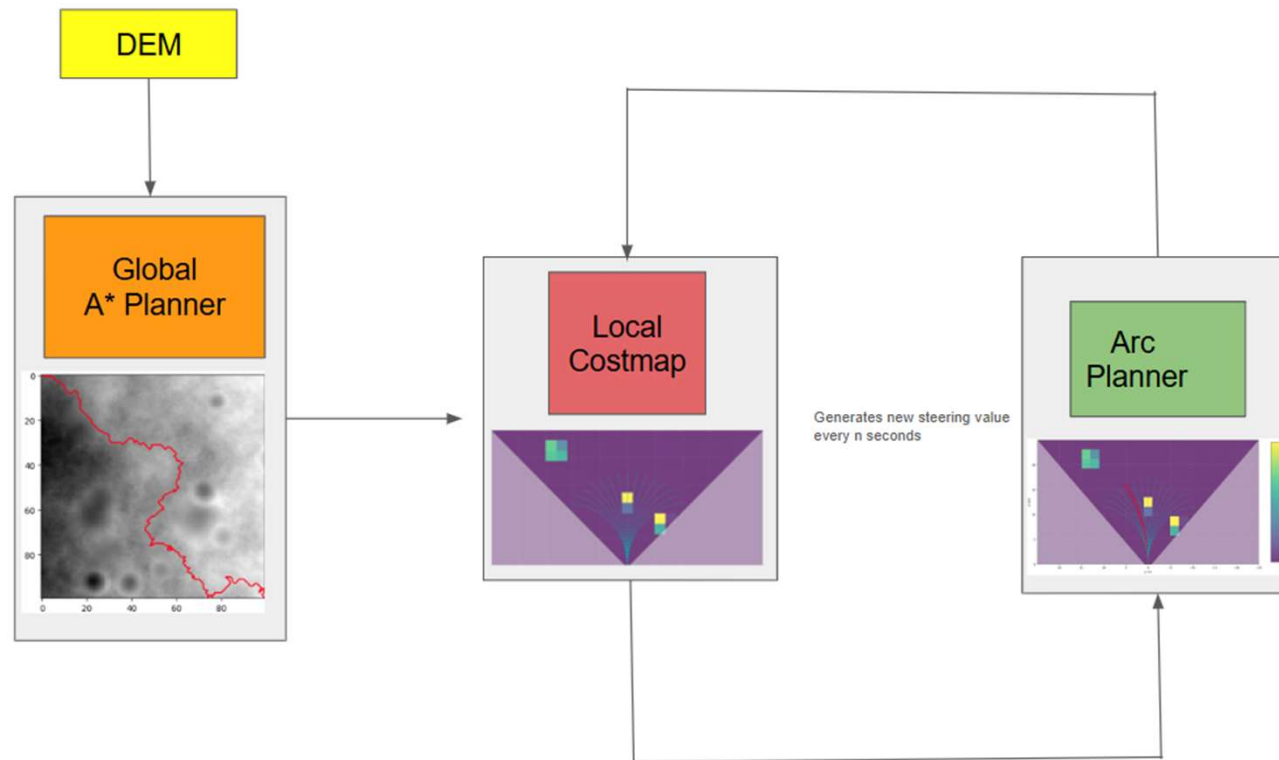 DEM
Global
A* Planner
0
20
40
60
80
0
20
40
60
80
Local
Costmap
Generates new steering value
every n seconds
Arc
Planner